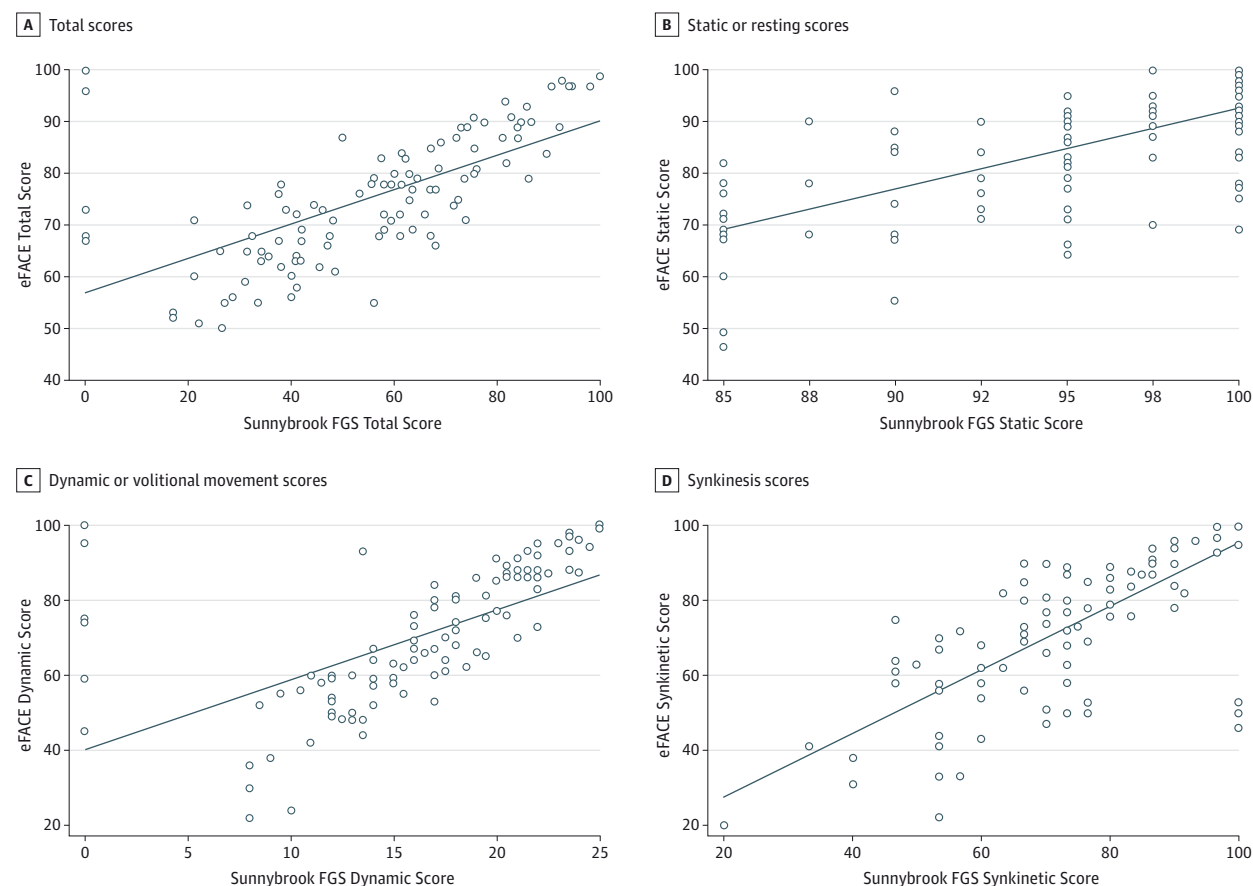 A Total scores
100
90
80
70
60
50
40
eFACE Total Score
0 20 40 60 80 100
Sunnybrook FGS Total Score
B Static or resting scores
100
90
80
70
60
50
40
eFACE Static Score
85 88 90 92 95 98 100
Sunnybrook FGS Static Score
C Dynamic or volitional movement scores
100
80
60
40
20
eFACE Dynamic Score
0 5 10 15 20 25
Sunnybrook FGS Dynamic Score
D Synkinesis scores
100
80
60
40
20
eFACE Synkinetic Score
20 40 60 80 100
Sunnybrook FGS Synkinetic Score